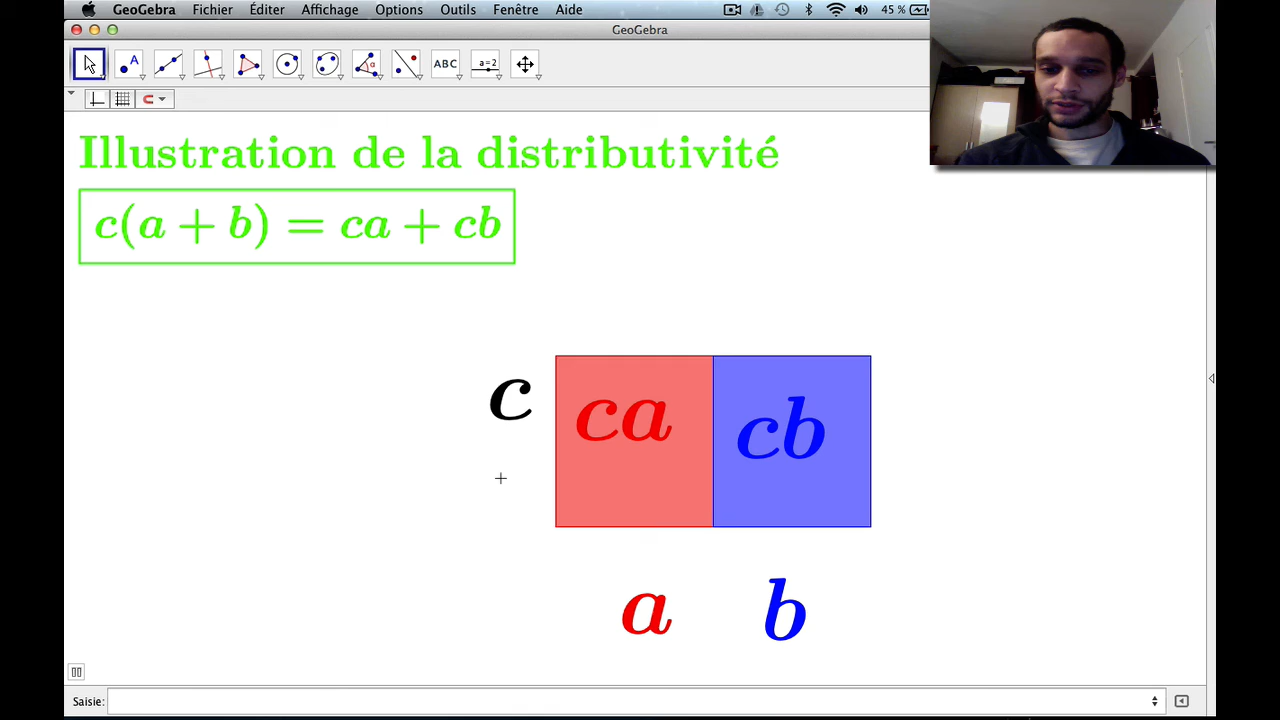 GeoGebra Fichier Éditer Affichage Options Outils Fenêtre Aide 45 %
GeoGebra
A
ABC
a=2
Illustration de la distributivité
c(a + b) = ca + cb
c
ca
cb
a
b
Saisie: